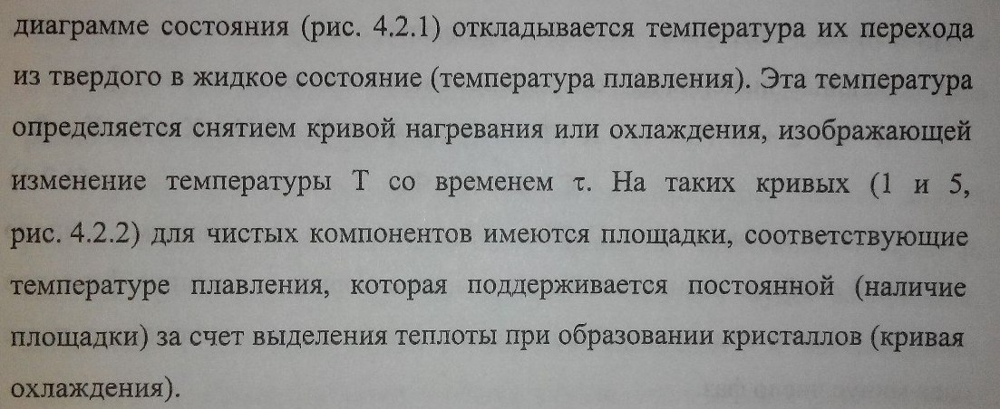 диаграмме состояния (рис. 4.2.1) откладывается температура их перехода
из твердого в жидкое состояние (температура плавления). Эта температура
определяется снятием кривой нагревания или охлаждения, изображающей
изменение температуры T со временем τ. На таких кривых (1 и 5,
рис. 4.2.2) для чистых компонентов имеются площадки, соответствующие
температуре плавления, которая поддерживается постоянной (наличие
площадки) за счет выделения теплоты при образовании кристаллов (кривая
охлаждения).